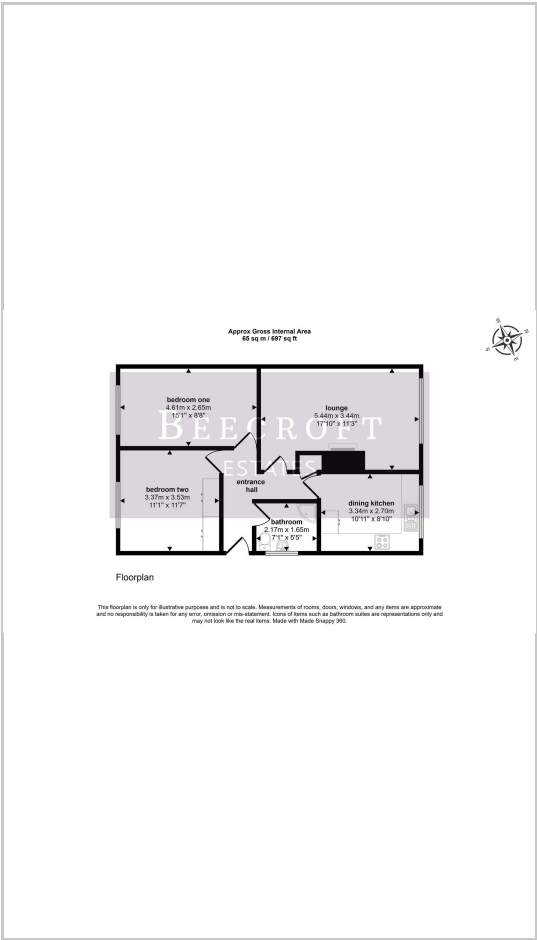 Approx Gross Internal Area
65 sq m / 697 sq ft
W
N
S
E
bedroom one
4.61m x 2.65m
15'1" x 8'8"
lounge
5.44m x 3.44m
17'10" x 11'3"
BEECROFT
ESTATES
entrance
hall
bedroom two
3.37m x 3.53m
11'1" x 11'7"
dining kitchen
3.34m x 2.70m
10'11" x 8'10"
bathroom
2.17m x 1.65m
7'1" x 5'5"
Floorplan
This floorplan is only for illustrative purposes and is not to scale. Measurements of rooms, doors, windows, and any items are approximate
and no responsibility is taken for any error, omission or mis-statement. Icons of items such as bathroom suites are representations only and
may not look like the real items. Made with Made Snappy 360.